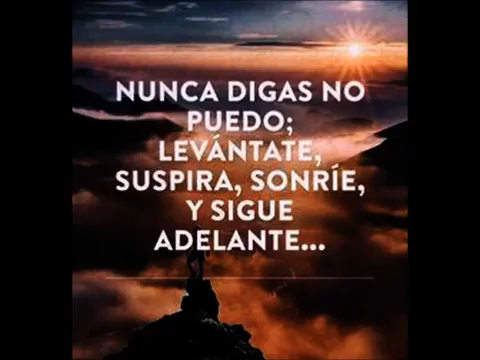 NUNCA DIGAS NO
PUEDO;
LEVÁNTATE,
SUSPIRA, SONRÍE,
Y SIGUE
ADELANTE...